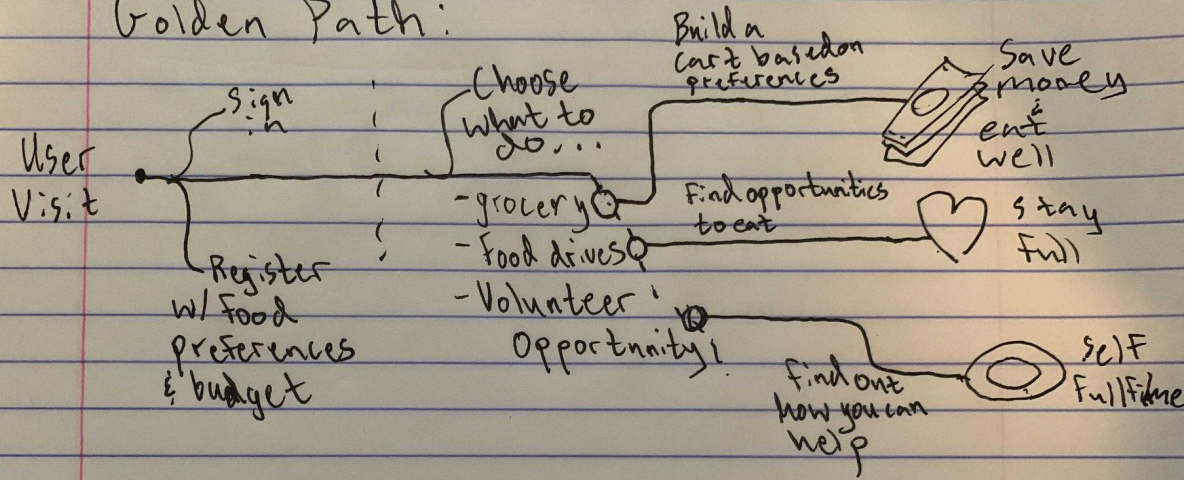 Golden Path:
User
Visit
Sign
in
Register
w/ food
preferences
& budget
Choose
what to
do...
-grocery
-Food drives
-Volunteer
Opportunity
Build a
cart based on
preferences
Save
money
&
eat
well
Find opportunities
to eat
stay
full
find out
how you can
help
self